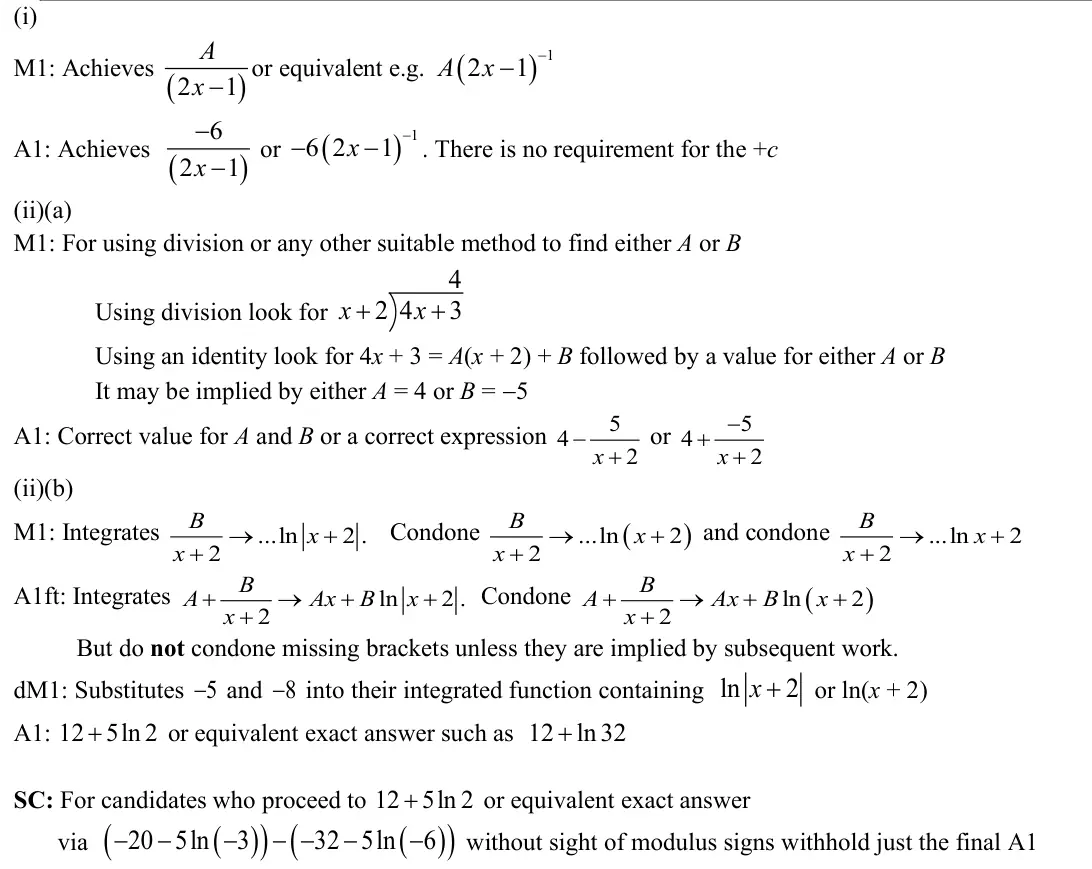 (i)
M1: Achieves A/(2x−1) or equivalent e.g. A(2x−1)⁻¹
A1: Achieves −6/(2x−1) or −6(2x−1)⁻¹. There is no requirement for the +c
(ii)(a)
M1: For using division or any other suitable method to find either A or B
4
Using division look for x+2)4x+3
Using an identity look for 4x + 3 = A(x + 2) + B followed by a value for either A or B
It may be implied by either A = 4 or B = −5
A1: Correct value for A and B or a correct expression 4−5/(x+2) or 4+−5/(x+2)
(ii)(b)
M1: Integrates B/(x+2) → ...ln|x+2|. Condone B/(x+2) → ...ln(x+2) and condone B/(x+2) → ...ln x+2
A1ft: Integrates A+B/(x+2) → Ax+Bln|x+2|. Condone A+B/(x+2) → Ax+Bln(x+2)
But do not condone missing brackets unless they are implied by subsequent work.
dM1: Substitutes −5 and −8 into their integrated function containing ln|x+2| or ln(x + 2)
A1: 12+5ln2 or equivalent exact answer such as 12+ln32
SC: For candidates who proceed to 12+5ln2 or equivalent exact answer
via (−20−5ln(−3))−(−32−5ln(−6)) without sight of modulus signs withhold just the final A1